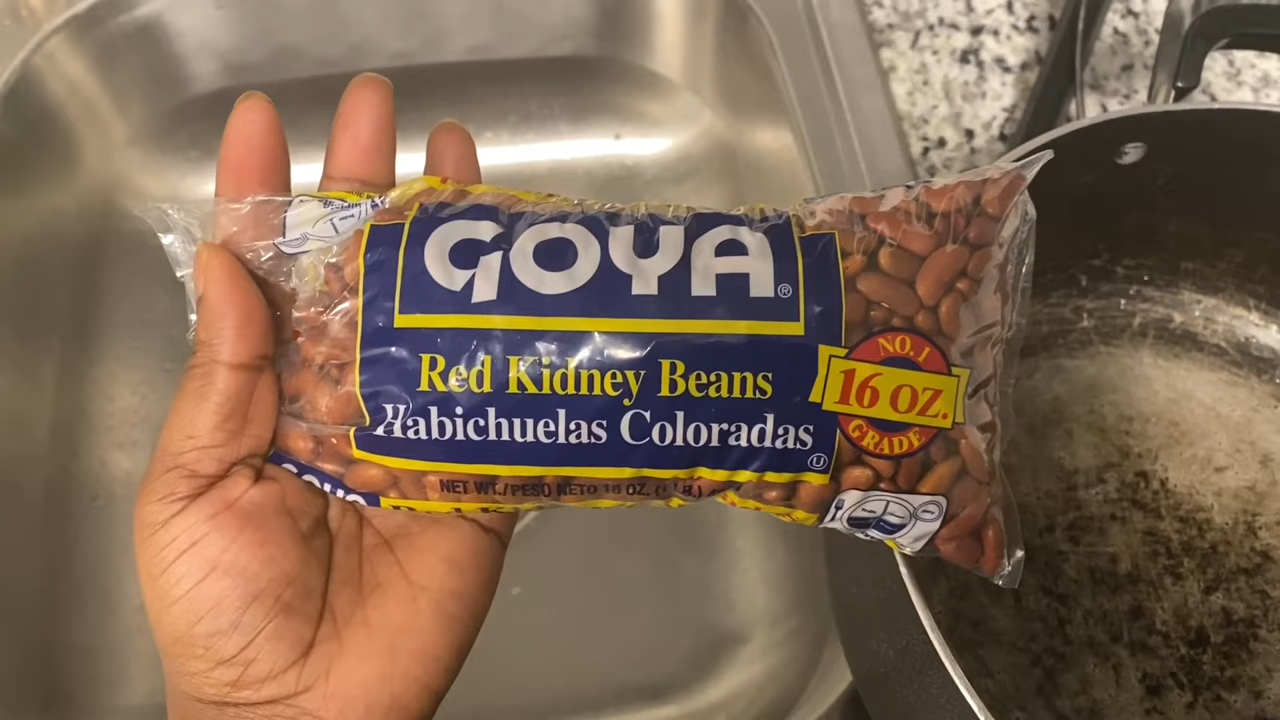 GOYA®
Red Kidney Beans
Habichuelas Coloradas
U
NO. 1
16 OZ.
GRADE
NET WT./PESO NETO 16 OZ. (1 LB.)
GOYA